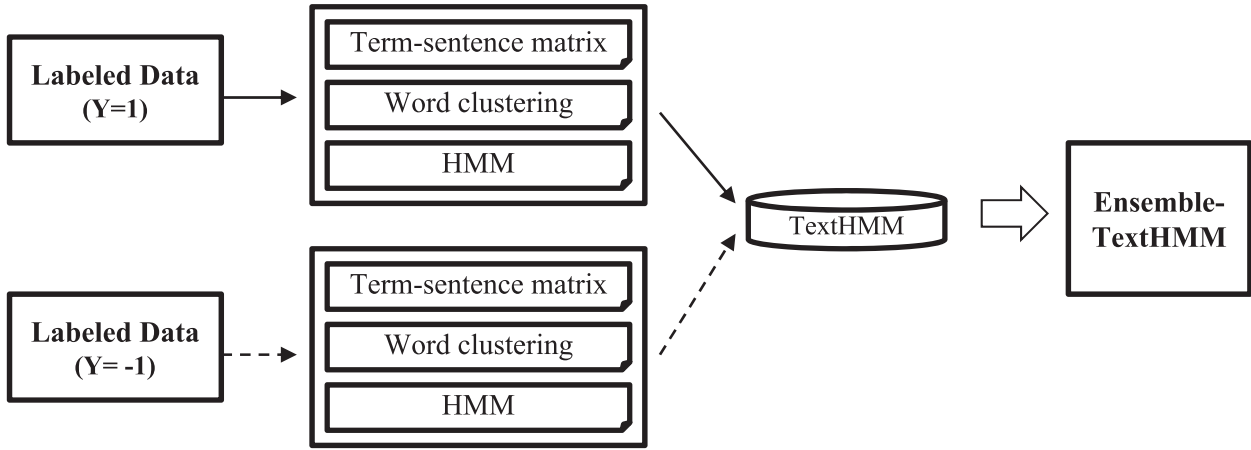 Labeled Data
(Y=1)
Term-sentence matrix
Word clustering
HMM
Labeled Data
(Y= -1)
Term-sentence matrix
Word clustering
HMM
TextHMM
Ensemble-
TextHMM